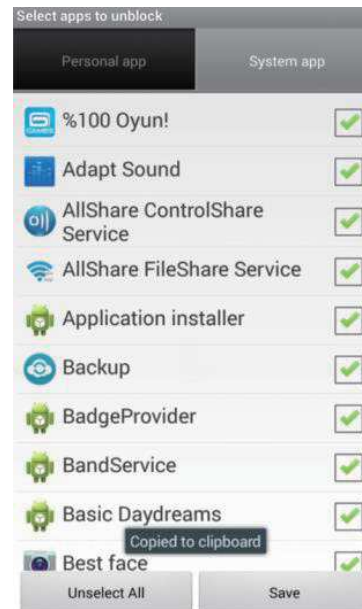 Select apps to unblock
Personal app
System app
%100 Oyun!
Adapt Sound
AllShare ControlShare
Service
AllShare FileShare Service
Application installer
Backup
BadgeProvider
BandService
Basic Daydreams
Copied to clipboard
Best face
Unselect All
Save